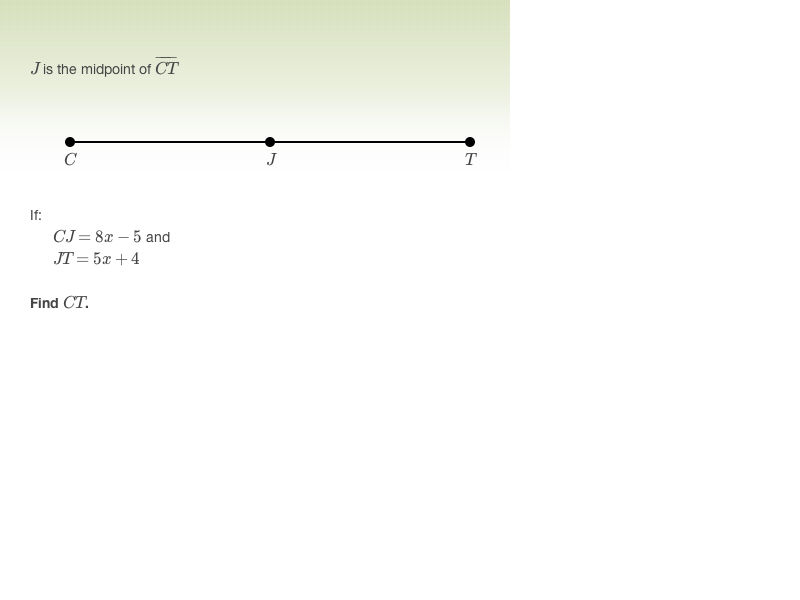 J is the midpoint of \overline{CT}
C J T
If:
CJ = 8x − 5 and
JT = 5x + 4
Find CT.